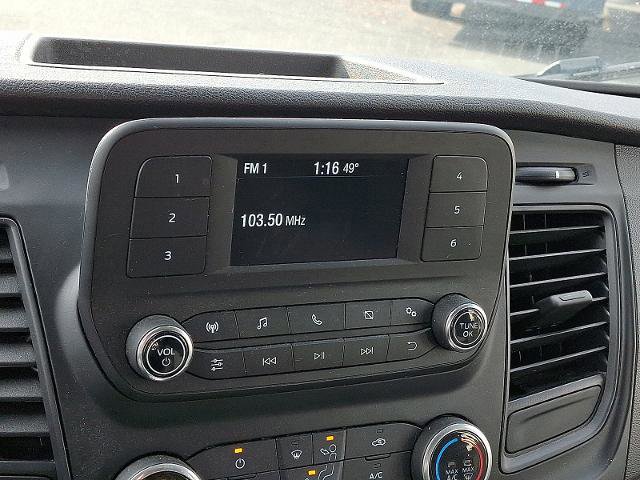 FM 1 1:16 49°
103.50 MHz
1
2
3
4
5
6
VOL
TUNE
OK
A/C
MAX
A/C
MAX